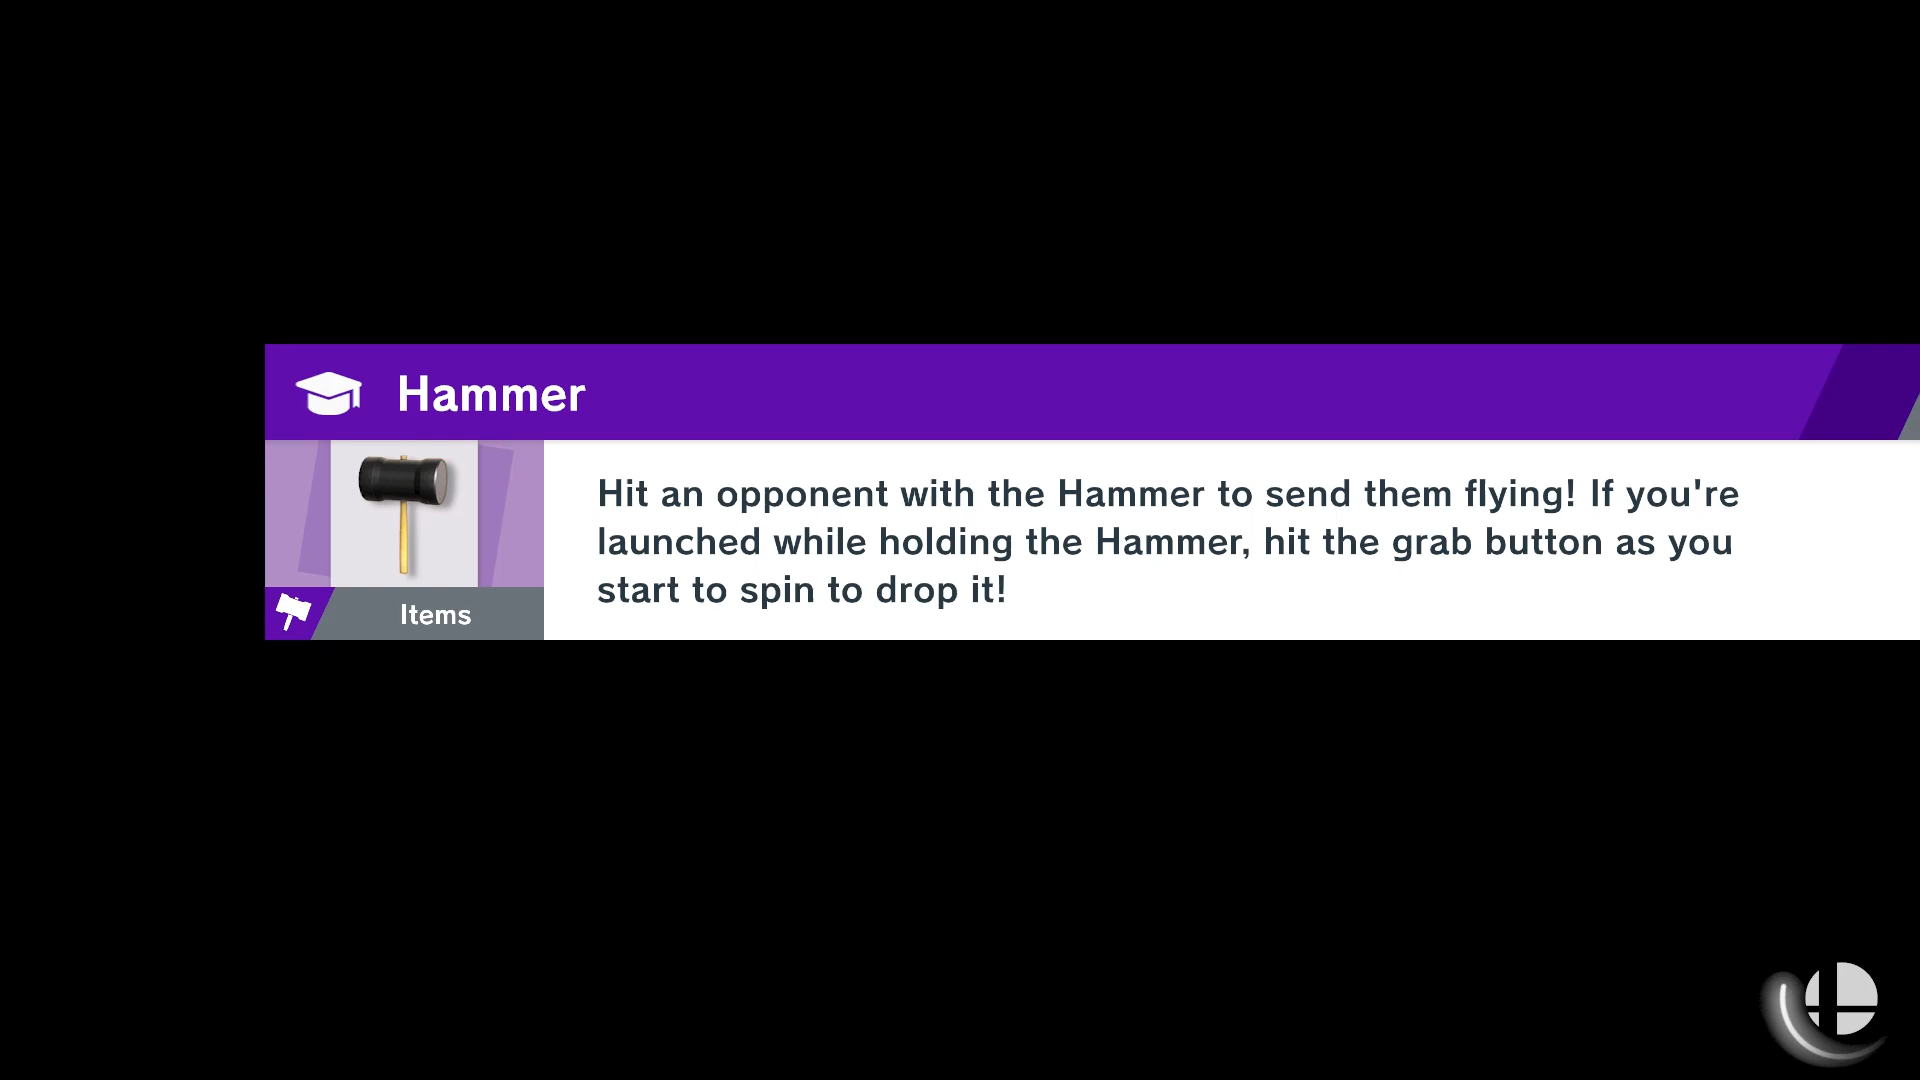 Hammer
Hit an opponent with the Hammer to send them flying! If you're
launched while holding the Hammer, hit the grab button as you
start to spin to drop it!
Items